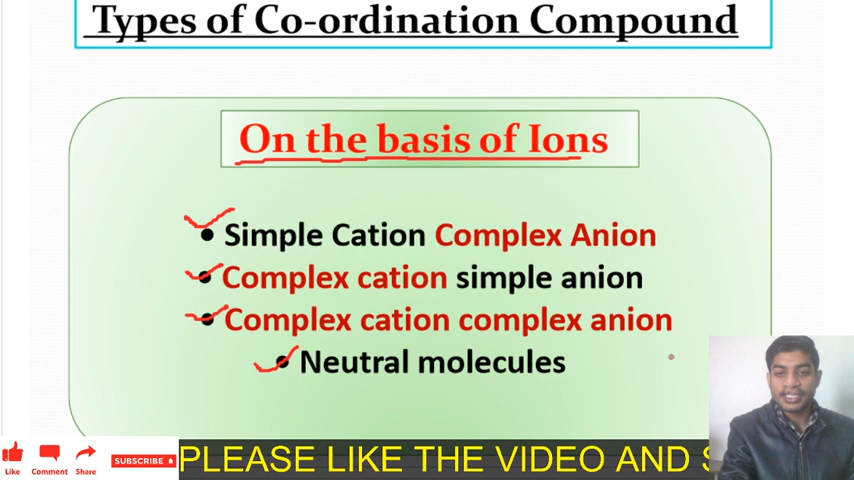 Types of Co-ordination Compound
On the basis of Ions
• Simple Cation Complex Anion
• Complex cation simple anion
• Complex cation complex anion
• Neutral molecules
Like Comment Share SUBSCRIBE PLEASE LIKE THE VIDEO AND S